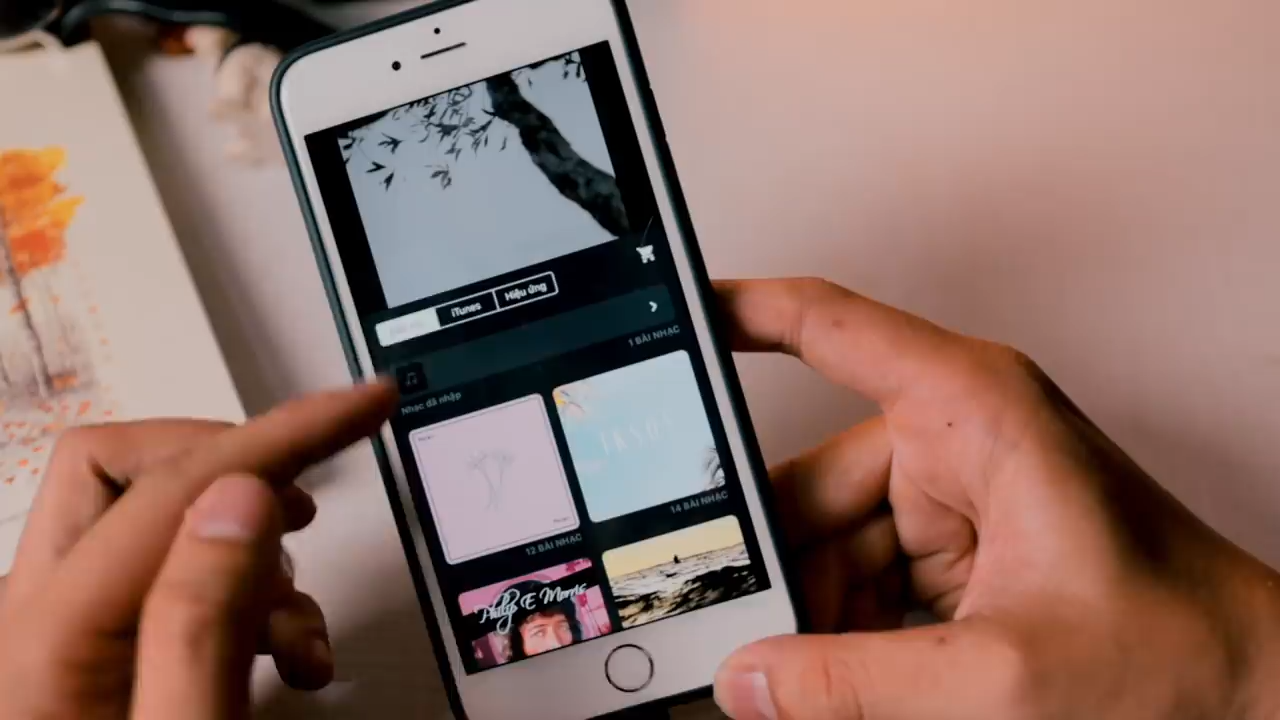 iTunes
Hiệu ứng
1 BÀI NHẠC
Nhạc đã nhập
14 BÀI NHẠC
12 BÀI NHẠC
Philip E Morris